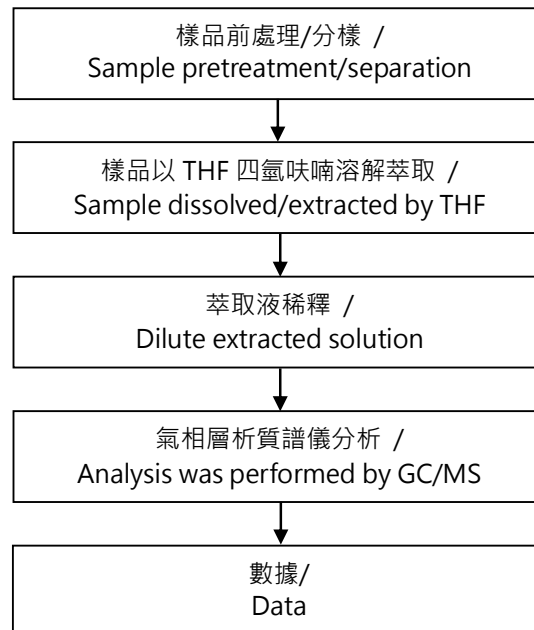 樣品前處理/分樣 /
Sample pretreatment/separation
樣品以 THF 四氫呋喃溶解萃取 /
Sample dissolved/extracted by THF
萃取液稀釋 /
Dilute extracted solution
氣相層析質譜儀分析 /
Analysis was performed by GC/MS
數據/
Data